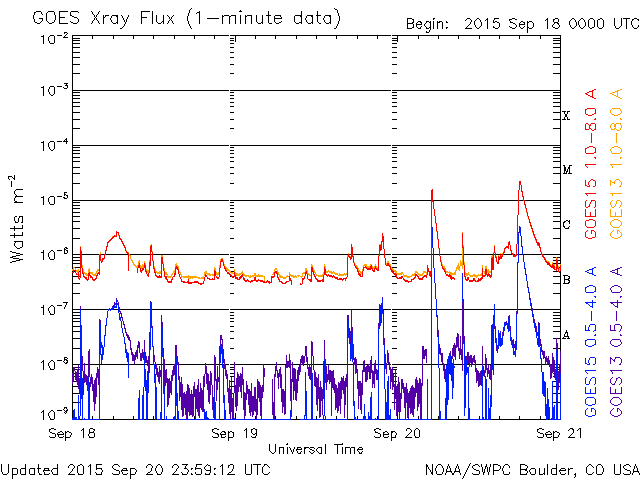 GOES Xray Flux (1-minute data)
Begin: 2015 Sep 18 0000 UTC
10-2
10-3
10-4
10-5
10-6
10-7
10-8
10-9
Watts m-2
X
M
C
B
A
GOES15 1.0-8.0 A
GOES13 1.0-8.0 A
GOES15 0.5-4.0 A
GOES13 0.5-4.0 A
Sep 18
Sep 19
Sep 20
Sep 21
Universal Time
Updated 2015 Sep 20 23:59:12 UTC
NOAA/SWPC Boulder, CO USA